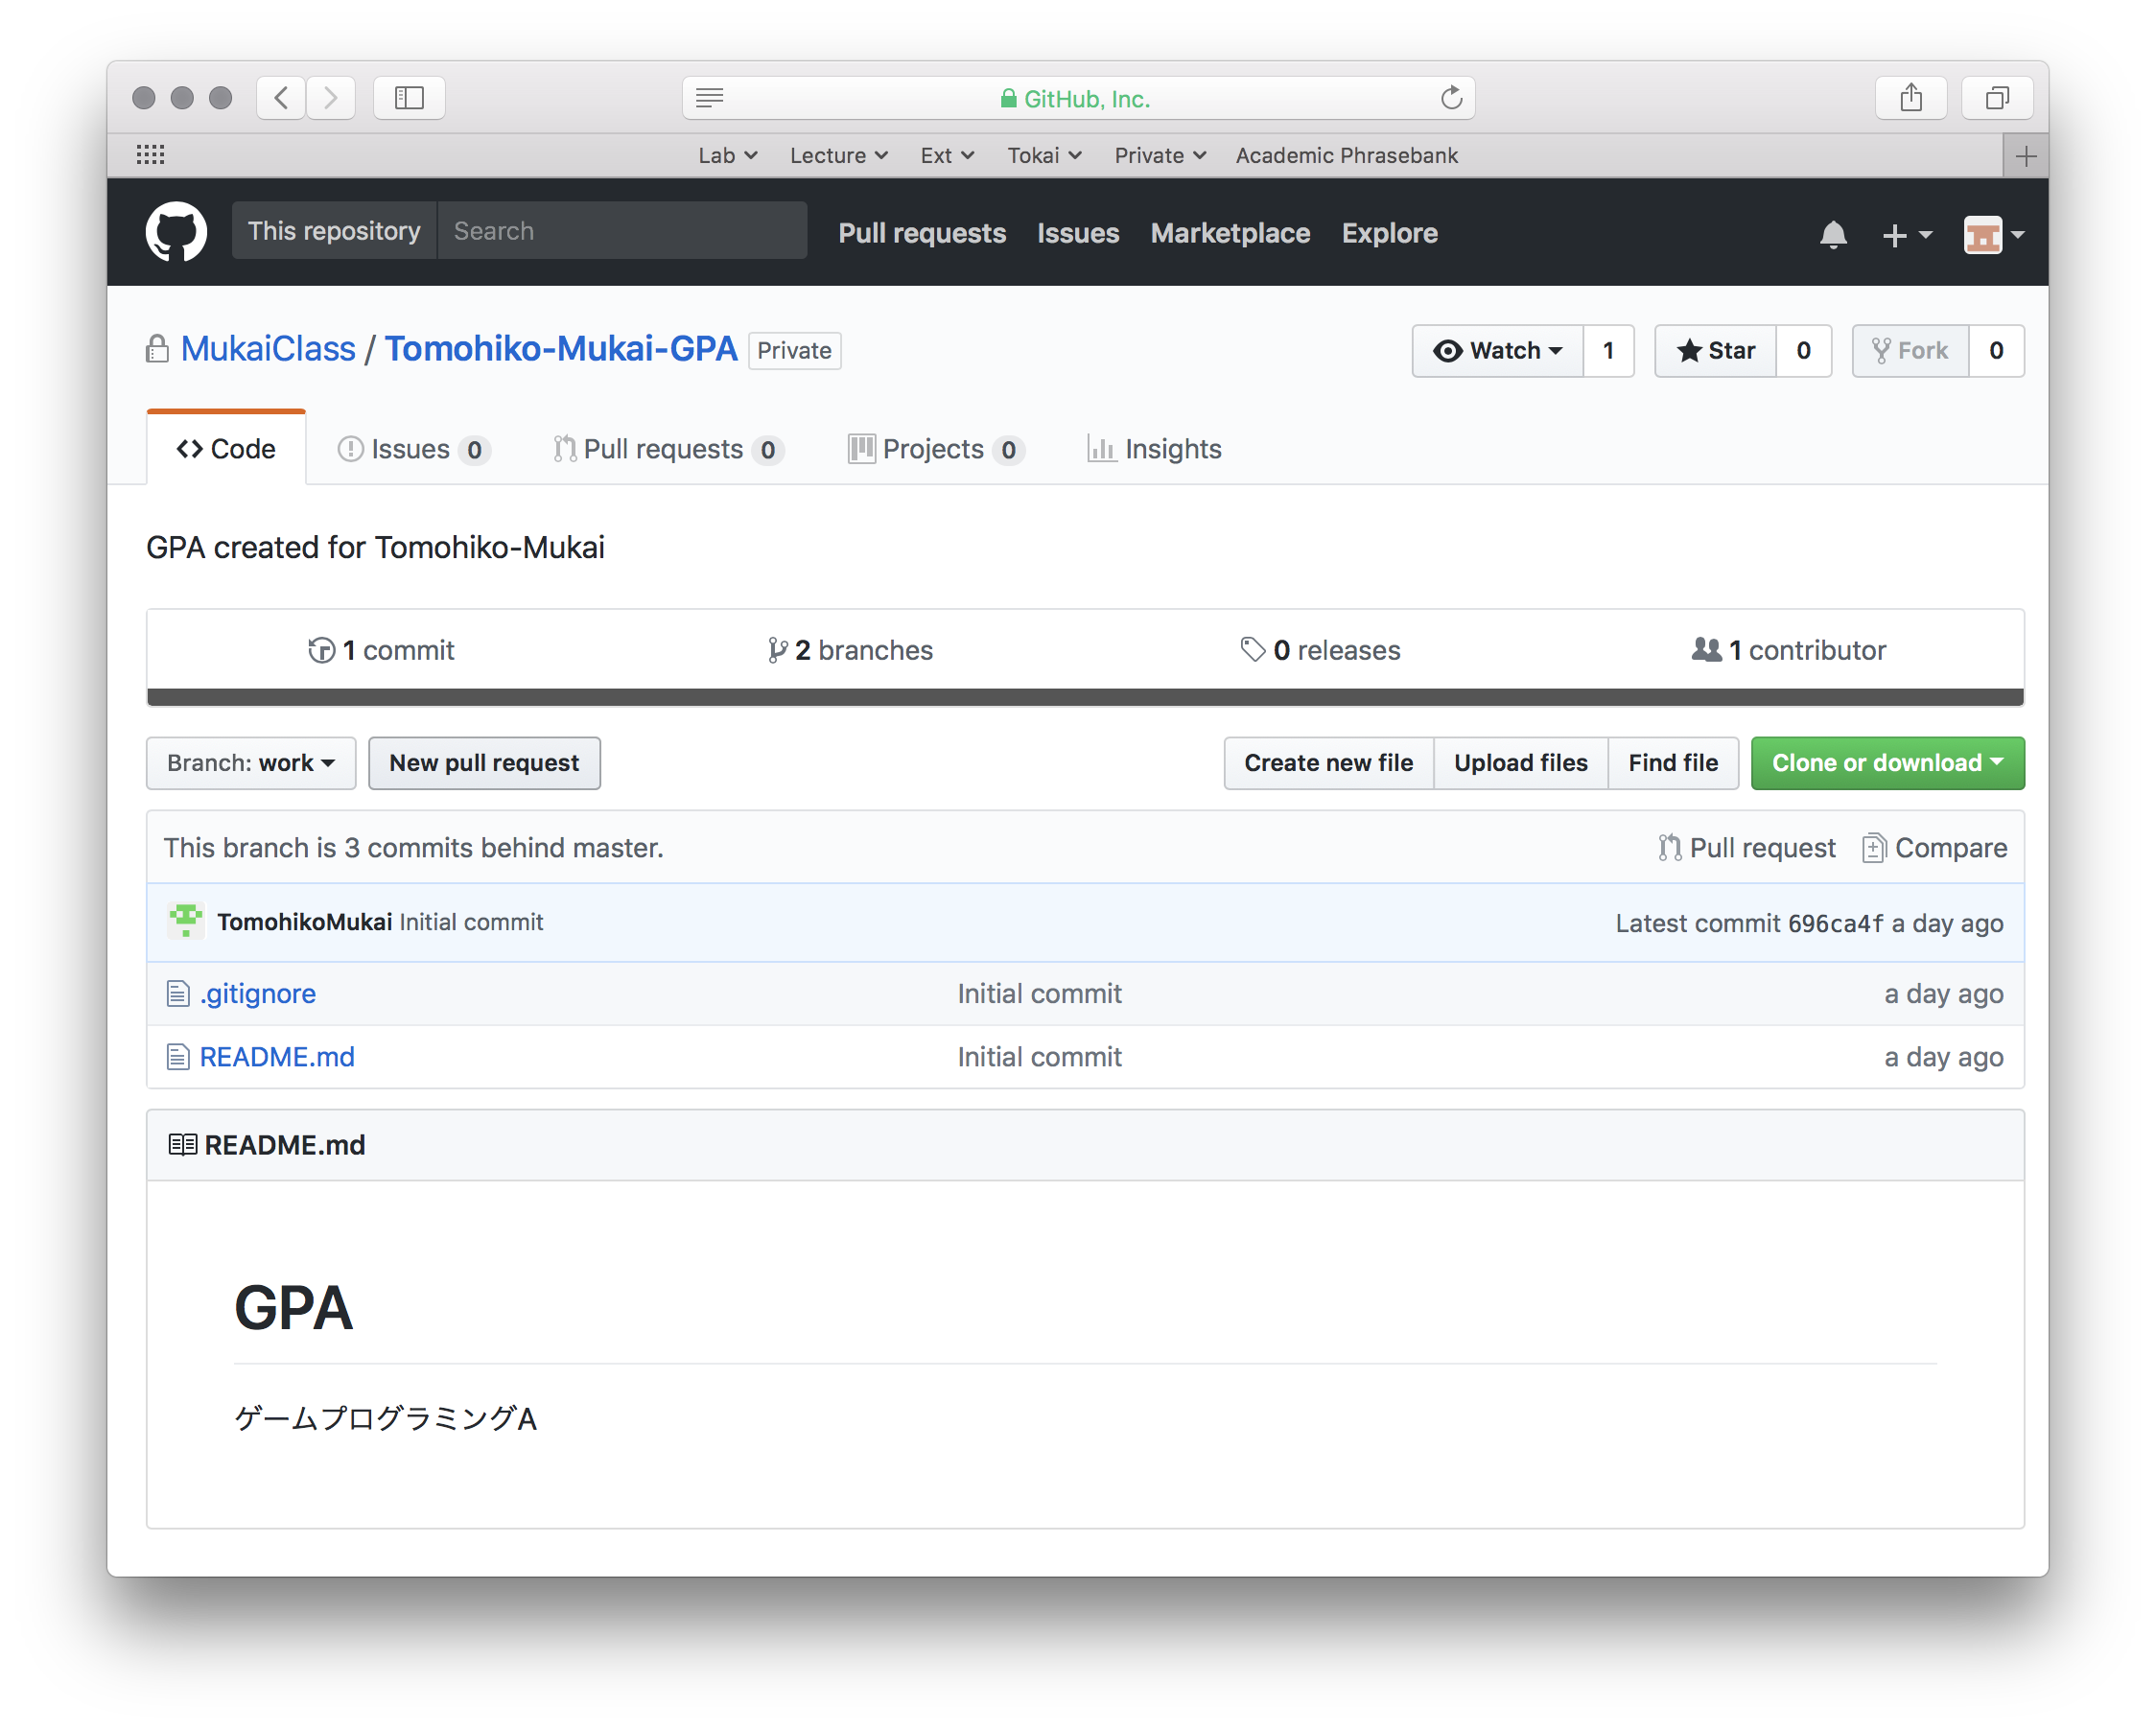 GitHub, Inc.
Lab Lecture Ext Tokai Private Academic Phrasebank
This repository Search Pull requests Issues Marketplace Explore
MukaiClass / Tomohiko-Mukai-GPA Private Watch 1 Star 0 Fork 0
Code Issues 0 Pull requests 0 Projects 0 Insights
GPA created for Tomohiko-Mukai
1 commit 2 branches 0 releases 1 contributor
Branch: work New pull request Create new file Upload files Find file Clone or download
This branch is 3 commits behind master. Pull request Compare
TomohikoMukai Initial commit Latest commit 696ca4f a day ago
.gitignore Initial commit a day ago
README.md Initial commit a day ago
README.md
GPA
ゲームプログラミングA